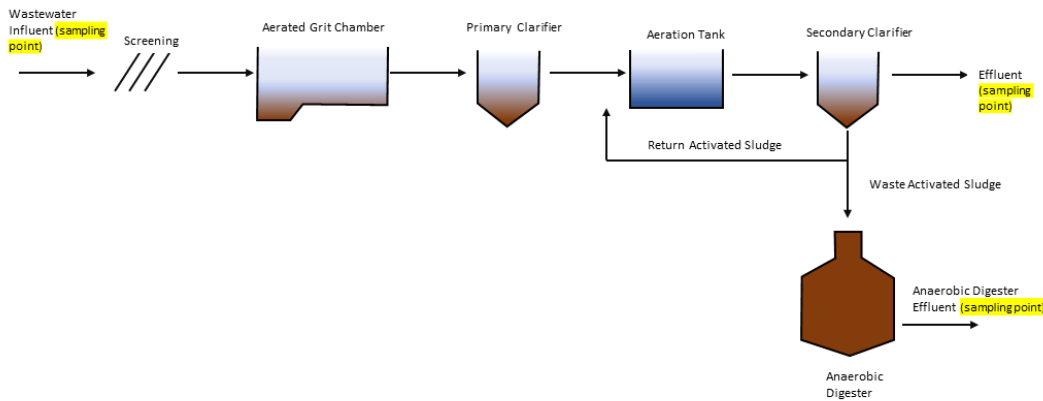 Wastewater
Influent (sampling
point)
Screening
Aerated Grit Chamber
Primary Clarifier
Aeration Tank
Secondary Clarifier
Effluent
(sampling
point)
Return Activated Sludge
Waste Activated Sludge
Anaerobic Digester
Effluent (sampling point)
Anaerobic
Digester